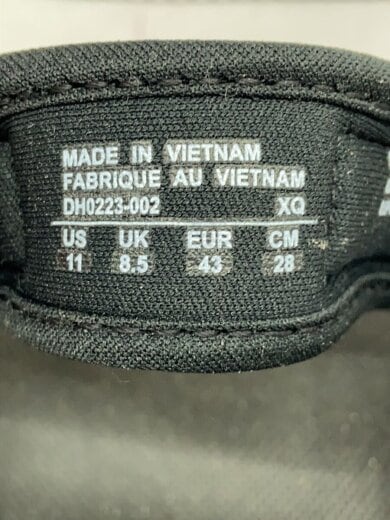 MADE IN VIETNAM
FABRIQUE AU VIETNAM
DH0223-002 XQ
US UK EUR CM
11 8.5 43 28